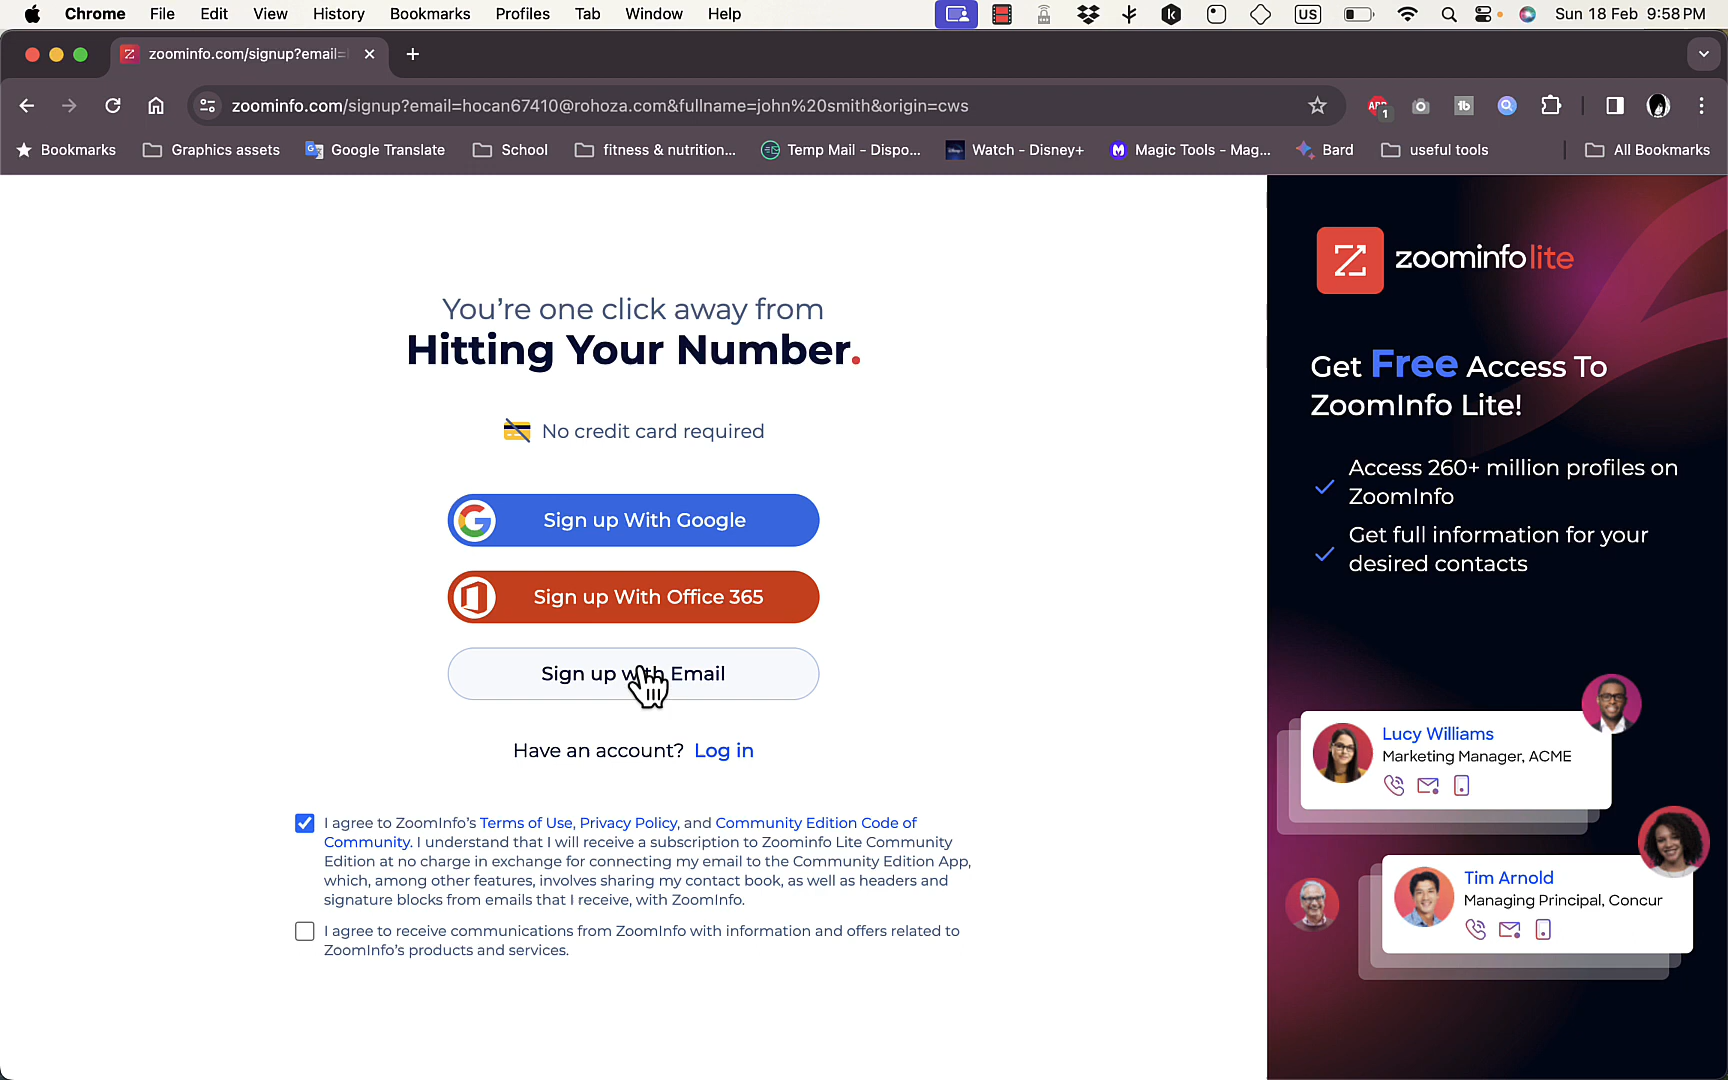 Chrome File Edit View History Bookmarks Profiles Tab Window Help US Sun 18 Feb 9:58 PM
zoominfo.com/signup?email=
zoominfo.com/signup?email=hocan67410@rohoza.com&fullname=john%20smith&origin=cws ABP 1 tb
Bookmarks Graphics assets Google Translate School fitness & nutrition... Temp Mail - Dispo... Watch - Disney+ Magic Tools - Mag... Bard useful tools All Bookmarks
You're one click away from
Hitting Your Number.
No credit card required
Sign up With Google
Sign up With Office 365
Sign up with Email
Have an account? Log in
I agree to ZoomInfo's Terms of Use, Privacy Policy, and Community Edition Code of
Community. I understand that I will receive a subscription to Zoominfo Lite Community
Edition at no charge in exchange for connecting my email to the Community Edition App,
which, among other features, involves sharing my contact book, as well as headers and
signature blocks from emails that I receive, with ZoomInfo.
I agree to receive communications from ZoomInfo with information and offers related to
ZoomInfo's products and services.
zoominfolite
Get Free Access To
ZoomInfo Lite!
Access 260+ million profiles on
ZoomInfo
Get full information for your
desired contacts
Lucy Williams
Marketing Manager, ACME
Tim Arnold
Managing Principal, Concur